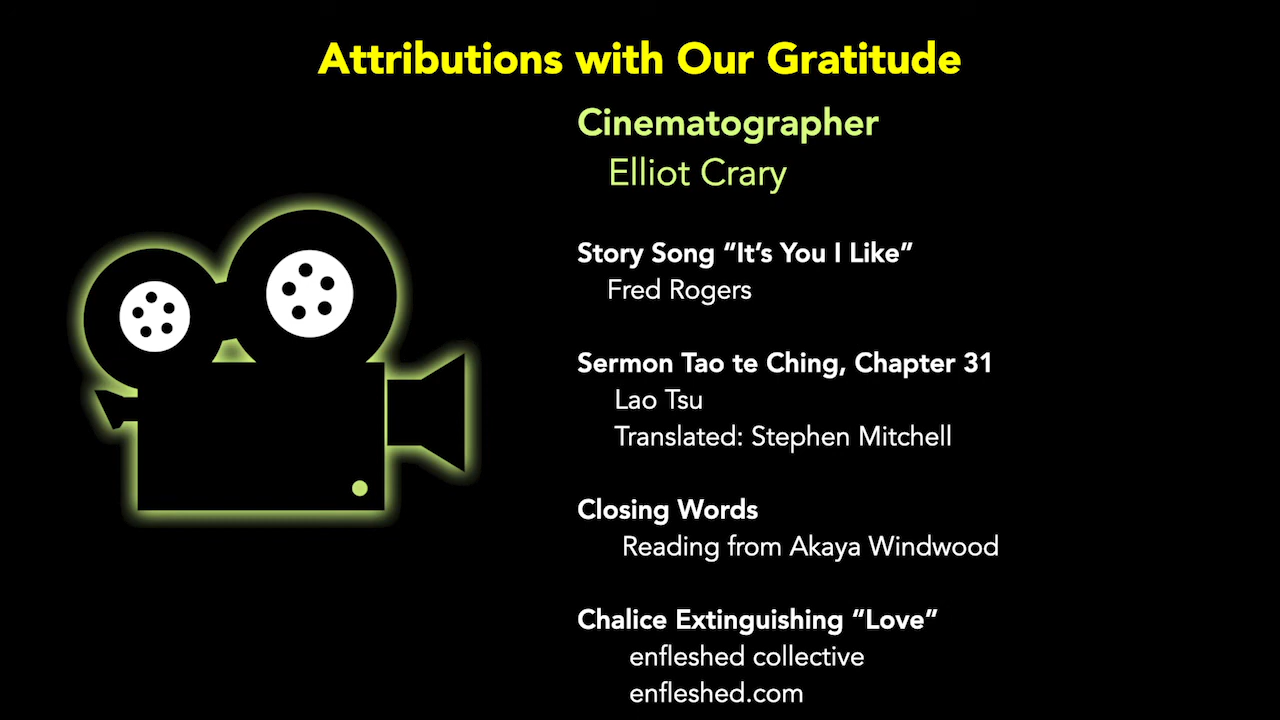 Attributions with Our Gratitude
Cinematographer
Elliot Crary
Story Song “It’s You I Like”
Fred Rogers
Sermon Tao te Ching, Chapter 31
Lao Tsu
Translated: Stephen Mitchell
Closing Words
Reading from Akaya Windwood
Chalice Extinguishing “Love”
enfleshed collective
enfleshed.com